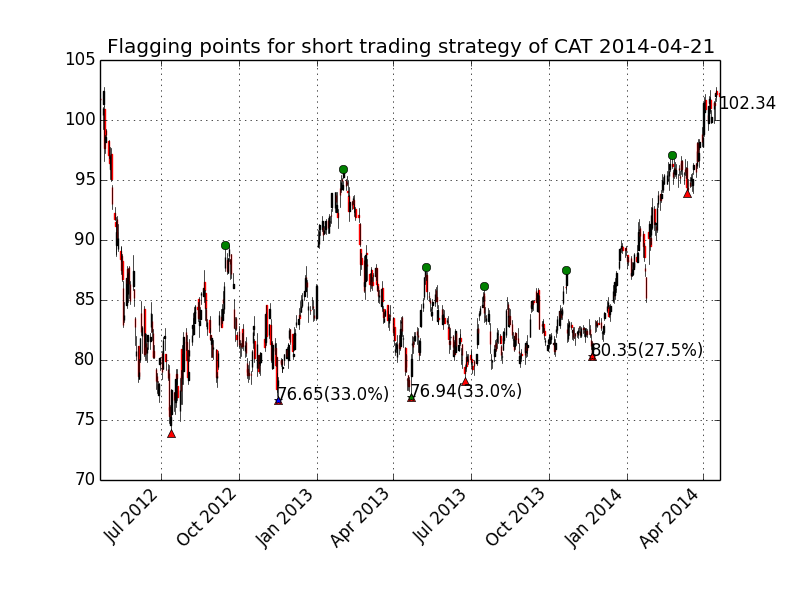 Flagging points for short trading strategy of CAT 2014-04-21
105
100
95
90
85
80
75
70
102.34
80.35(27.5%)
76.65(33.0%)
76.94(33.0%)
Jul 2012
Oct 2012
Jan 2013
Apr 2013
Jul 2013
Oct 2013
Jan 2014
Apr 2014